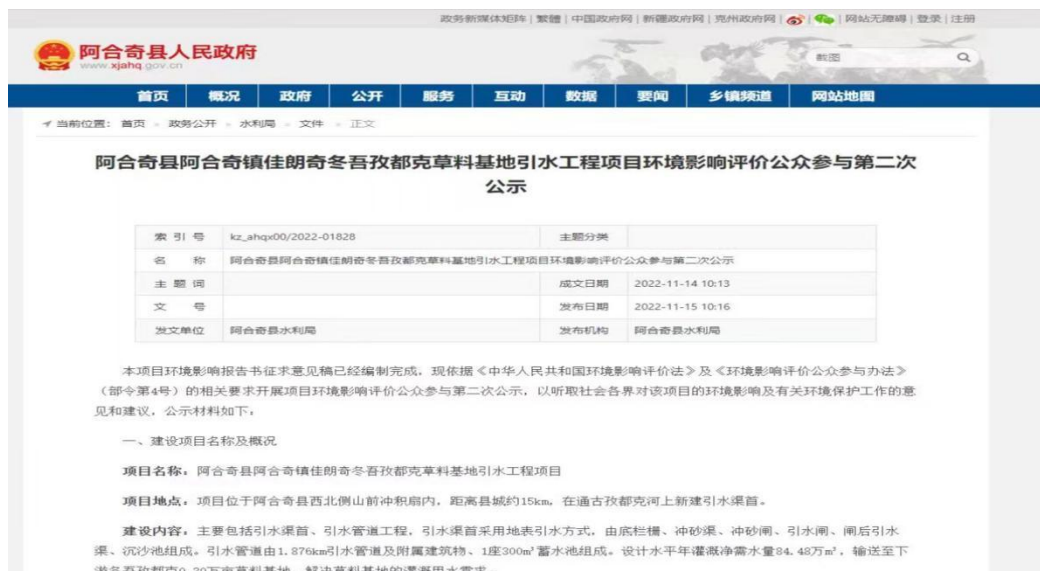 政务新媒体矩阵 | 繁體 | 中国政府网 | 新疆政府网 | 克州政府网 | 网站无障碍 | 登录 | 注册
阿合奇县人民政府
www.xjahq.gov.cn
截图
首页 概况 政府 公开 服务 互动 数据 要闻 乡镇频道 网站地图
当前位置: 首页 - 政务公开 - 水利局 - 文件 - 正文
阿合奇县阿合奇镇佳朗奇冬吾孜都克草料基地引水工程项目环境影响评价公众参与第二次
公示
索 引 号 kz_ahqx00/2022-01828 主题分类
名 称 阿合奇县阿合奇镇佳朗奇冬吾孜都克草料基地引水工程项目环境影响评价公众参与第二次公示
主 题 词 成文日期 2022-11-14 10:13
文 号 发布日期 2022-11-15 10:16
发文单位 阿合奇县水利局 发布机构 阿合奇县水利局
本项目环境影响报告书征求意见稿已经编制完成，现依据《中华人民共和国环境影响评价法》及《环境影响评价公众参与办法》
（部令第4号）的相关要求开展项目环境影响评价公众参与第二次公示，以听取社会各界对该项目的环境影响及有关环境保护工作的意
见和建议，公示材料如下：
一、建设项目名称及概况
项目名称：阿合奇县阿合奇镇佳朗奇冬吾孜都克草料基地引水工程项目
项目地点：项目位于阿合奇县西北侧山前冲积扇内，距离县城约15km，在通古孜都克河上新建引水渠首。
建设内容：主要包括引水渠首、引水管道工程，引水渠首采用地表引水方式，由底栏栅、冲砂渠、冲砂闸、引水闸、闸后引水
渠、沉沙池组成。引水管道由1.876km引水管道及附属建筑物、1座300m³蓄水池组成。设计水平年灌溉净需水量84.48万m³，输送至下